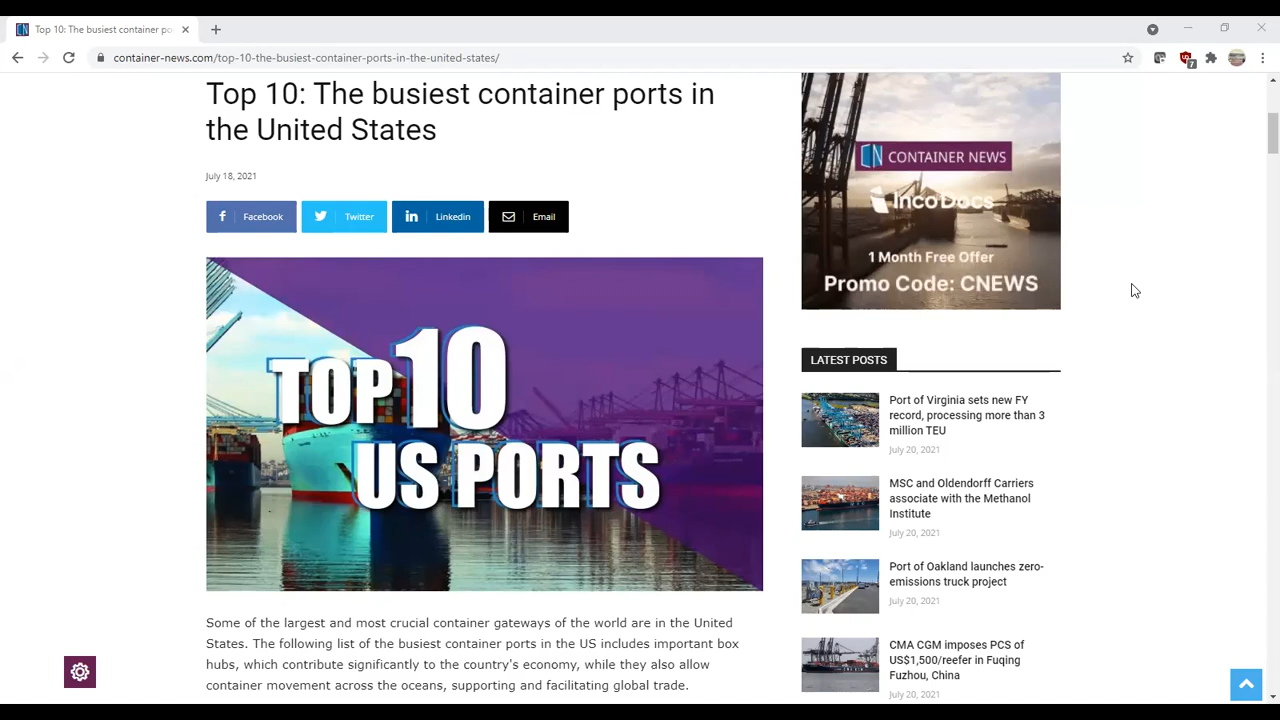 Top 10: The busiest container po
container-news.com/top-10-the-busiest-container-ports-in-the-united-states/
7
Top 10: The busiest container ports in
the United States
July 18, 2021
Facebook
Twitter
Linkedin
Email
TOP 10
US PORTS
Some of the largest and most crucial container gateways of the world are in the United
States. The following list of the busiest container ports in the US includes important box
hubs, which contribute significantly to the country's economy, while they also allow
container movement across the oceans, supporting and facilitating global trade.
CN CONTAINER NEWS
IncoDocs
1 Month Free Offer
Promo Code: CNEWS
LATEST POSTS
Port of Virginia sets new FY
record, processing more than 3
million TEU
July 20, 2021
MSC and Oldendorff Carriers
associate with the Methanol
Institute
July 20, 2021
Port of Oakland launches zero-
emissions truck project
July 20, 2021
CMA CGM imposes PCS of
US$1,500/reefer in Fuqing
Fuzhou, China
July 20, 2021